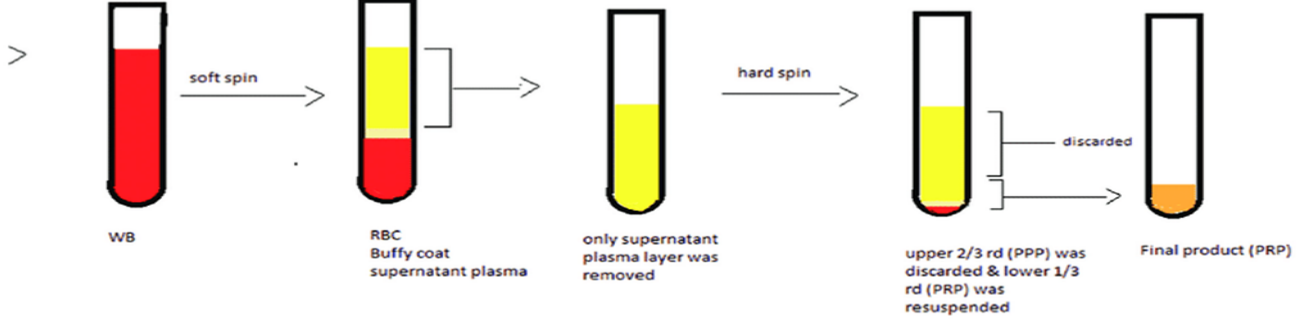 soft spin
hard spin
discarded
WB
RBC
Buffy coat
supernatant plasma
only supernatant
plasma layer was
removed
upper 2/3 rd (PPP) was
discarded & lower 1/3
rd (PRP) was
resuspended
Final product (PRP)